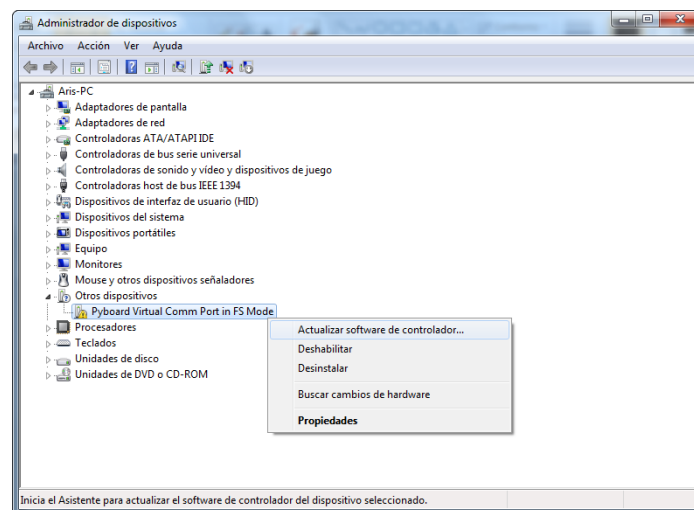 Administrador de dispositivos
Archivo Acción Ver Ayuda
Aris-PC
Adaptadores de pantalla
Adaptadores de red
Controladoras ATA/ATAPI IDE
Controladoras de bus serie universal
Controladoras de sonido y vídeo y dispositivos de juego
Controladoras host de bus IEEE 1394
Dispositivos de interfaz de usuario (HID)
Dispositivos del sistema
Dispositivos portátiles
Equipo
Monitores
Mouse y otros dispositivos señaladores
Otros dispositivos
Pyboard Virtual Comm Port in FS Mode
Procesadores
Teclados
Unidades de disco
Unidades de DVD o CD-ROM
Actualizar software de controlador...
Deshabilitar
Desinstalar
Buscar cambios de hardware
Propiedades
Inicia el Asistente para actualizar el software de controlador del dispositivo seleccionado.